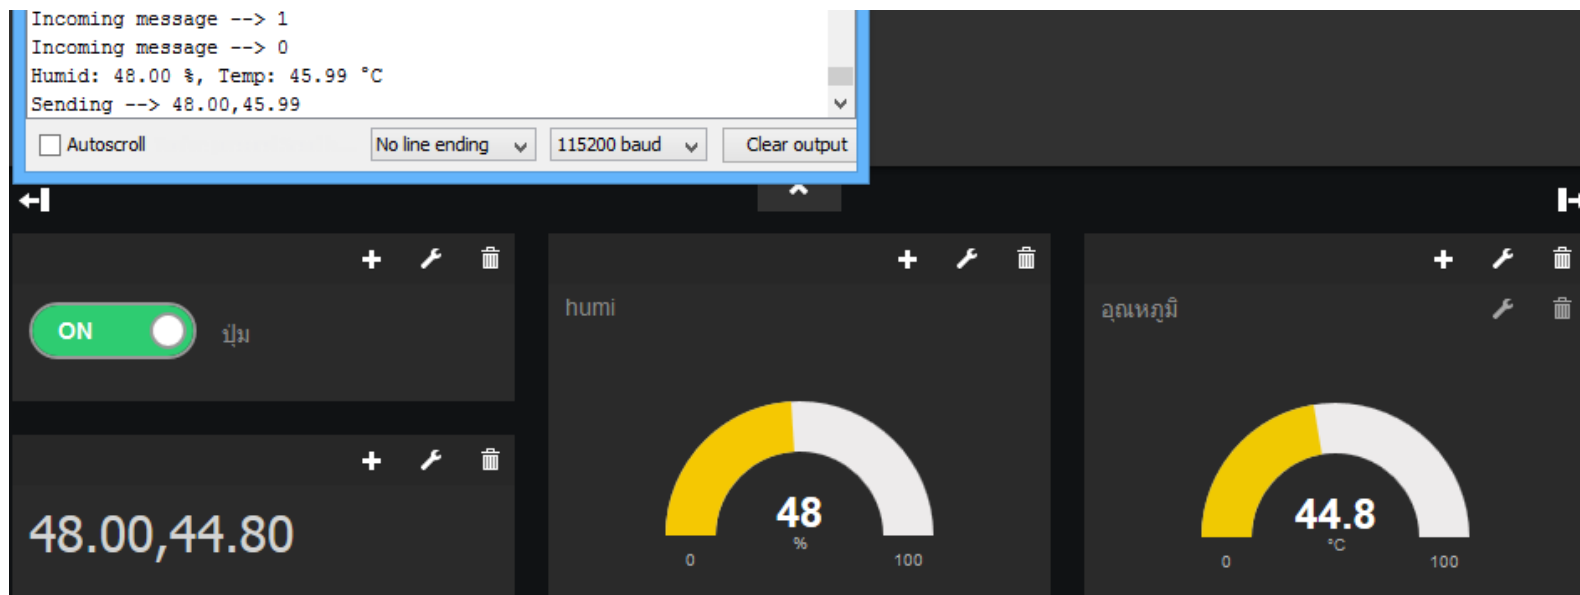 Incoming message --> 1
Incoming message --> 0
Humid: 48.00 %, Temp: 45.99 °C
Sending --> 48.00,45.99
Autoscroll
No line ending
115200 baud
Clear output
ON
ปุ่ม
48.00,44.80
humi
48
%
0
100
อุณหภูมิ
44.8
°C
0
100